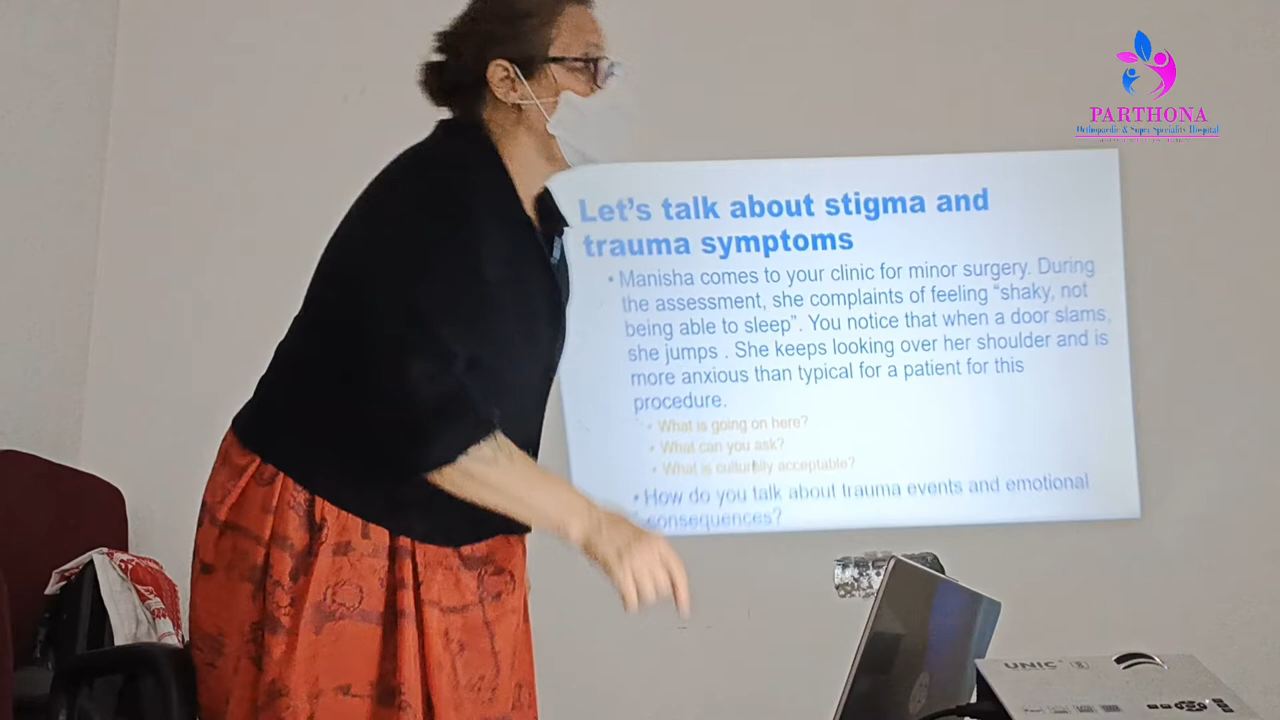 PARTHONA
Orthopaedic & Super Speciality Hospital
Let's talk about stigma and
trauma symptoms
• Manisha comes to your clinic for minor surgery. During
the assessment, she complaints of feeling “shaky, not
being able to sleep”. You notice that when a door slams,
she jumps . She keeps looking over her shoulder and is
more anxious than typical for a patient for this
procedure.
• What is going on here?
• What can you ask?
• What is culturally acceptable?
• How do you talk about trauma events and emotional
consequences?
UNIC